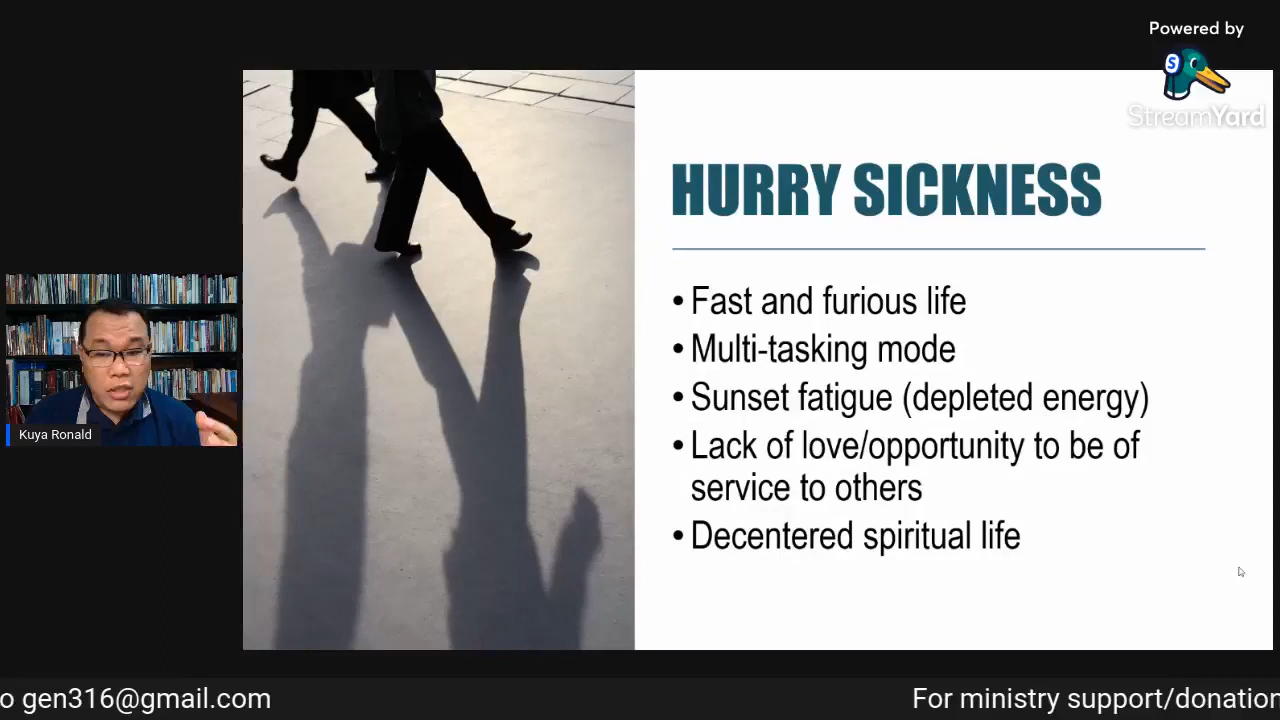 Powered by
StreamYard
HURRY SICKNESS
• Fast and furious life
• Multi-tasking mode
• Sunset fatigue (depleted energy)
• Lack of love/opportunity to be of
service to others
• Decentered spiritual life
Kuya Ronald
o gen316@gmail.com
For ministry support/donation